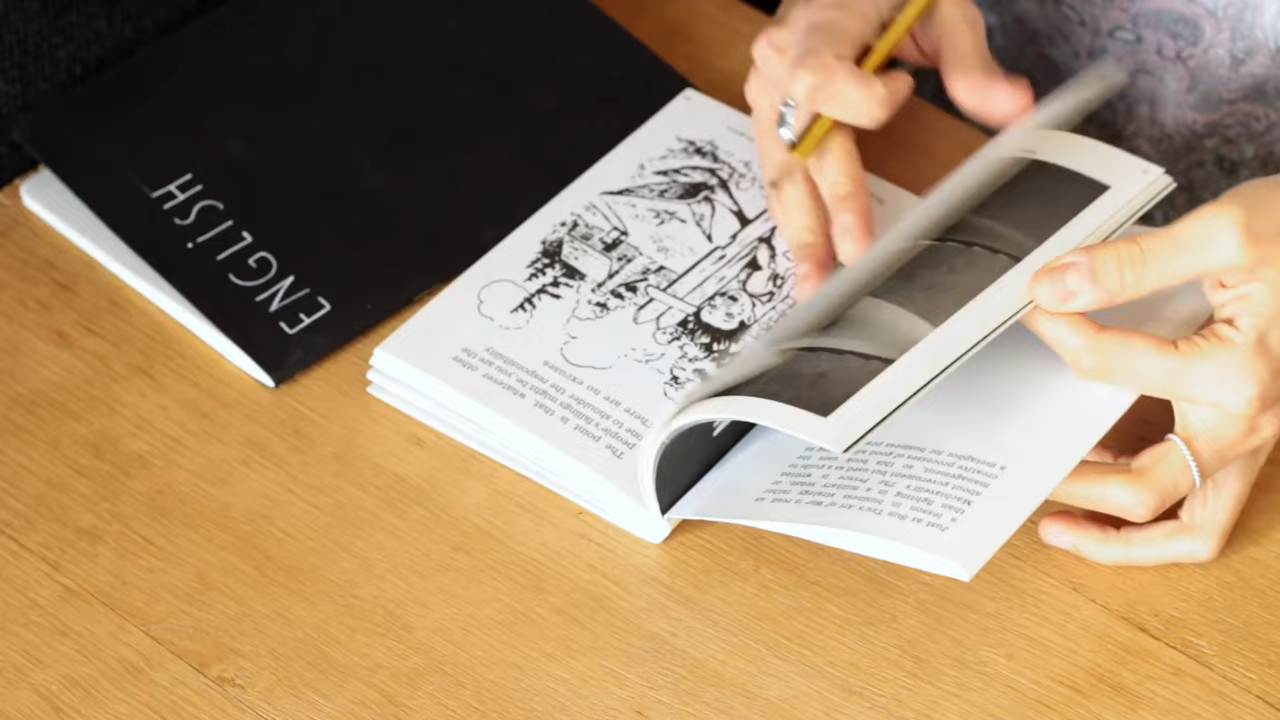 ENGLiSH
The point is that, whatever other
people's failings might be, you are the
one to shoulder the responsibility.
There are no excuses
Just as Sun Tzu's Art of War is read as
a lesson in business strategy rather
than fighting in a military sense, or
Machiavelli's The Prince is written
about government but used as a guide to
management, so this book uses the
creative processes of good
a metaphor for business